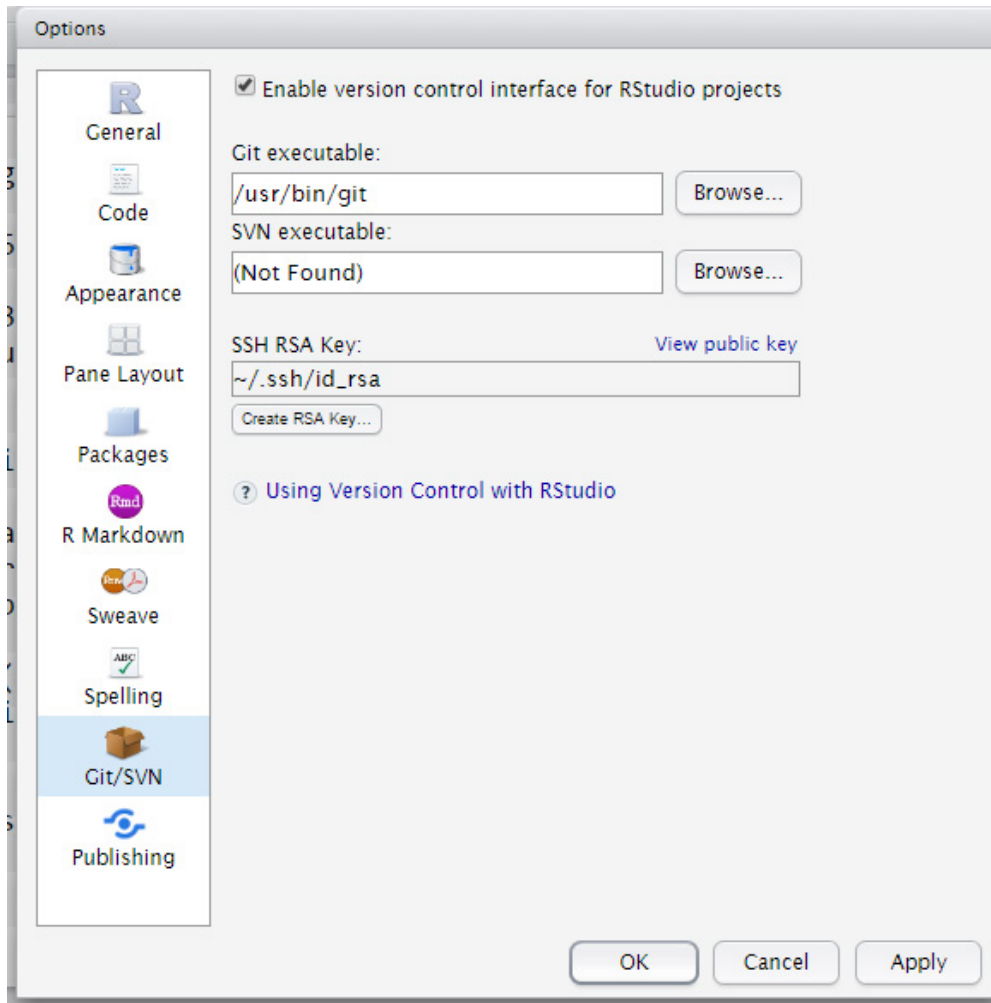 Options
R
General
Code
Appearance
Pane Layout
Packages
Rmd
R Markdown
Sweave
ABC
Spelling
Git/SVN
Publishing
Enable version control interface for RStudio projects
Git executable:
/usr/bin/git
Browse...
SVN executable:
(Not Found)
Browse...
SSH RSA Key:
View public key
~/.ssh/id_rsa
Create RSA Key...
? Using Version Control with RStudio
OK
Cancel
Apply